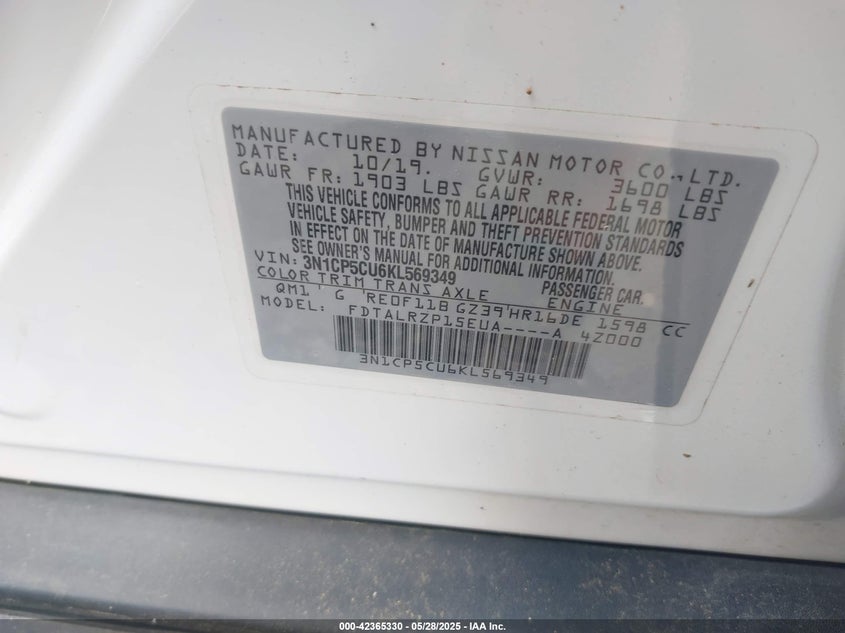 MANUFACTURED BY NISSAN MOTOR CO.,LTD.
DATE: 10/19. GVWR: 3600 LBS
GAWR FR: 1903 LBS GAWR RR: 1698 LBS
THIS VEHICLE CONFORMS TO ALL APPLICABLE FEDERAL MOTOR
VEHICLE SAFETY, BUMPER AND THEFT PREVENTION STANDARDS
IN EFFECT ON THE DATE OF MANUFACTURE SHOWN ABOVE.
SEE OWNER'S MANUAL FOR ADDITIONAL INFORMATION.
VIN: 3N1CP5CU6KL569349 PASSENGER CAR.
COLOR TRIM TRANS AXLE ENGINE
QM1 ' G 'RE0F11B GZ39'HR16DE 1598 CC
MODEL: FDTALRZP15EUA----A 4Z000
3N1CP5CU6KL569349
000-42365330 — 05/28/2025 - IAA Inc.